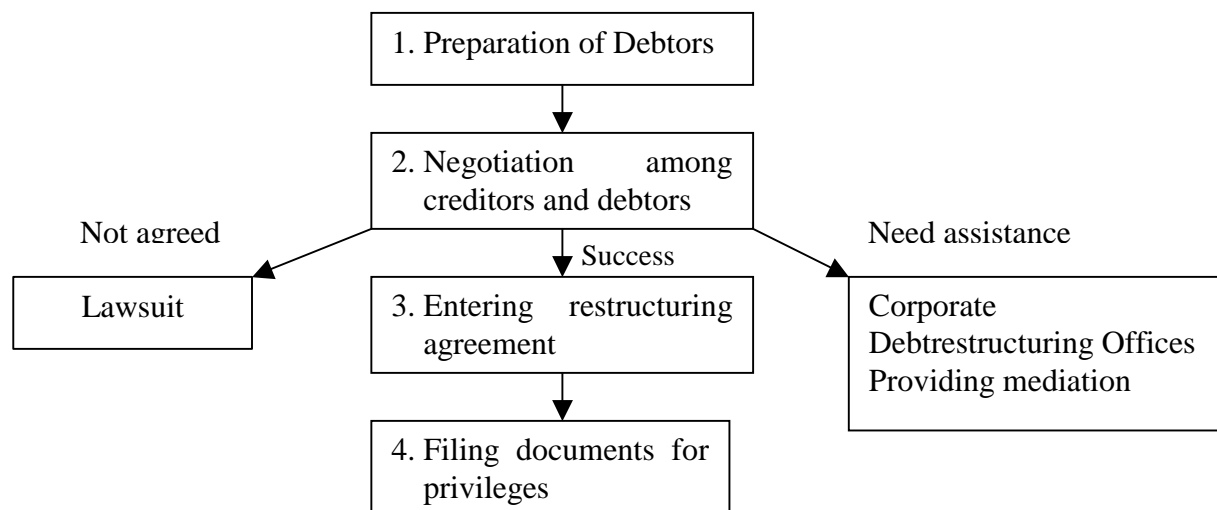 1. Preparation of Debtors
2. Negotiation among
creditors and debtors
Not agreed
Success
Need assistance
Lawsuit
3. Entering restructuring
agreement
Corporate
Debtrestructuring Offices
Providing mediation
4. Filing documents for
privileges